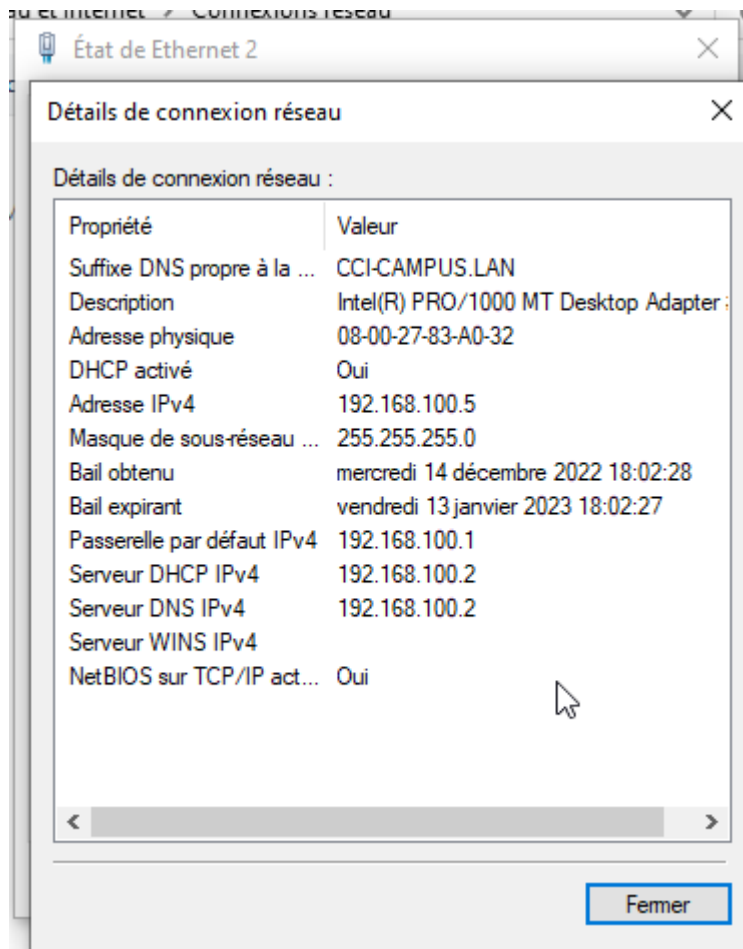 au et Internet > Connexions réseau
État de Ethernet 2
Détails de connexion réseau
Détails de connexion réseau :
Propriété Valeur
Suffixe DNS propre à la ... CCI-CAMPUS.LAN
Description Intel(R) PRO/1000 MT Desktop Adapter
Adresse physique 08-00-27-83-A0-32
DHCP activé Oui
Adresse IPv4 192.168.100.5
Masque de sous-réseau ... 255.255.255.0
Bail obtenu mercredi 14 décembre 2022 18:02:28
Bail expirant vendredi 13 janvier 2023 18:02:27
Passerelle par défaut IPv4 192.168.100.1
Serveur DHCP IPv4 192.168.100.2
Serveur DNS IPv4 192.168.100.2
Serveur WINS IPv4
NetBIOS sur TCP/IP act... Oui
Fermer